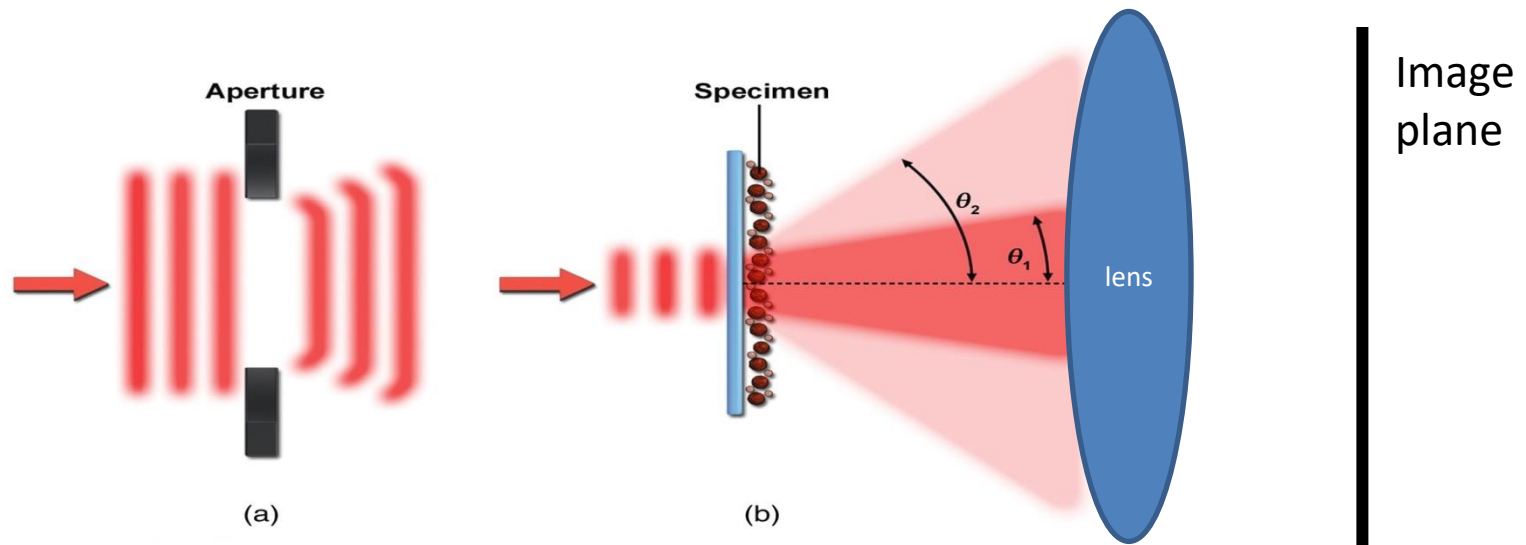 Aperture
Specimen
θ₂
θ₁
lens
Image
plane
(a)
(b)